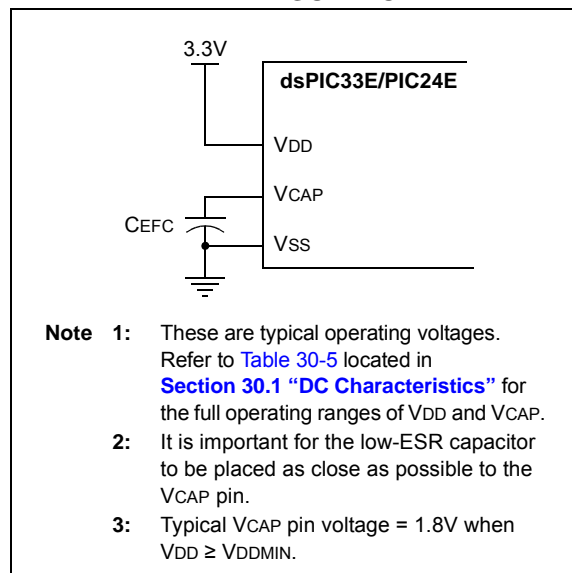 3.3V
dsPIC33E/PIC24E
VDD
VCAP
CEFC
VSS
Note 1: These are typical operating voltages.
Refer to Table 30-5 located in
Section 30.1 “DC Characteristics” for
the full operating ranges of VDD and VCAP.
2: It is important for the low-ESR capacitor
to be placed as close as possible to the
VCAP pin.
3: Typical VCAP pin voltage = 1.8V when
VDD ≥ VDDMIN.